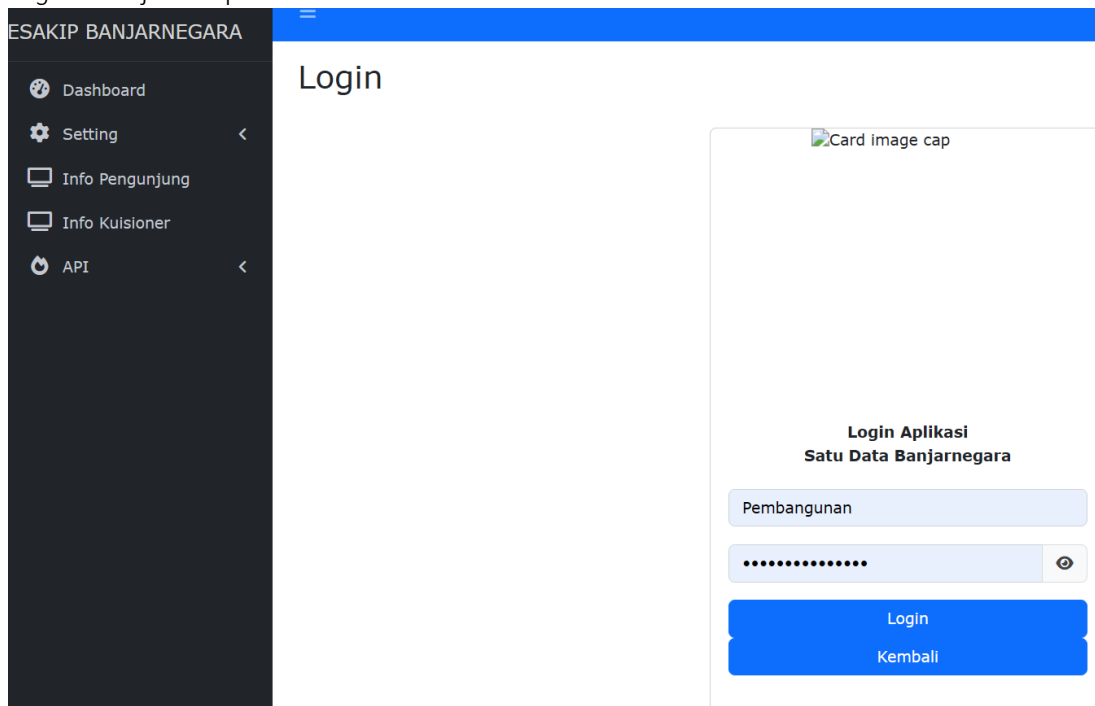 ESAKIP BANJARNEGARA
Dashboard
Setting
Info Pengunjung
Info Kuisioner
API
Login
Card image cap
Login Aplikasi
Satu Data Banjarnegara
Pembangunan
•••••••••••••••
Login
Kembali